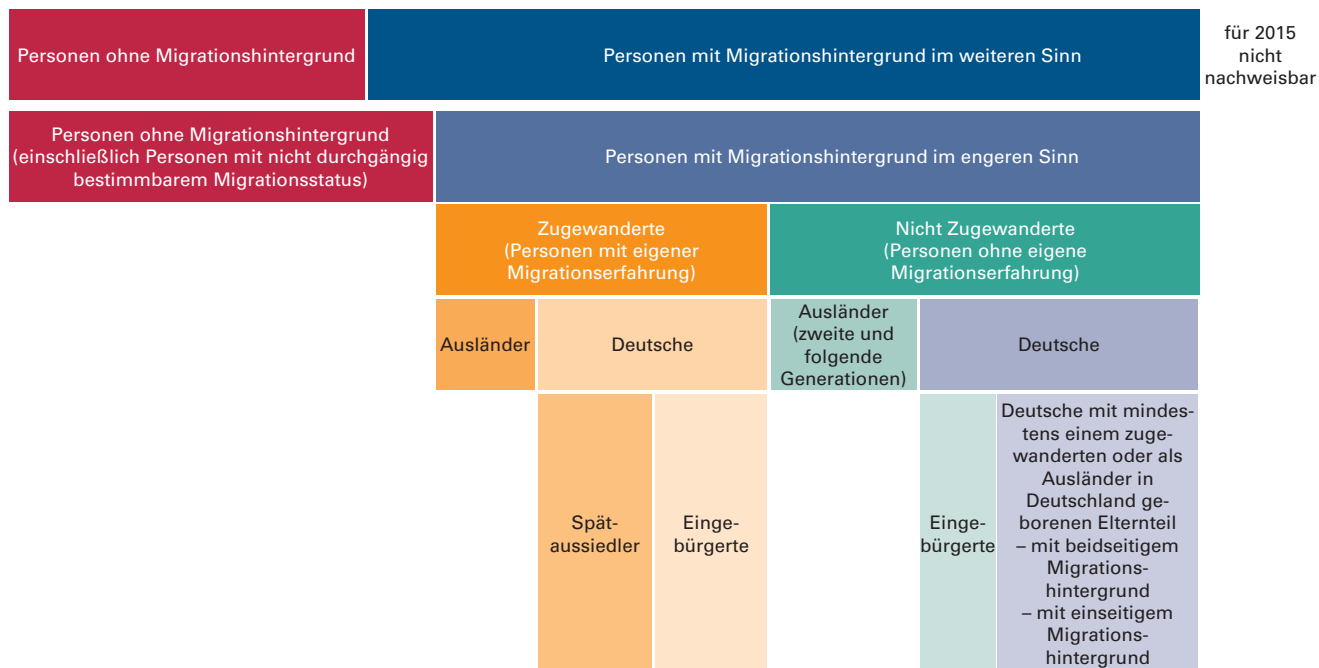 Personen ohne Migrationshintergrund
Personen mit Migrationshintergrund im weiteren Sinn
für 2015
nicht
nachweisbar
Personen ohne Migrationshintergrund
(einschließlich Personen mit nicht durchgängig
bestimmbarem Migrationsstatus)
Personen mit Migrationshintergrund im engeren Sinn
Zugewanderte
(Personen mit eigener
Migrationserfahrung)
Nicht Zugewanderte
(Personen ohne eigene
Migrationserfahrung)
Ausländer
Deutsche
Ausländer
(zweite und
folgende
Generationen)
Deutsche
Spät-
aussiedler
Einge-
bürgerte
Einge-
bürgerte
Deutsche mit mindes-
tens einem zuge-
wanderten oder als
Ausländer in
Deutschland ge-
borenen Elternteil
– mit beidseitigem
Migrations-
hintergrund
– mit einseitigem
Migrations-
hintergrund